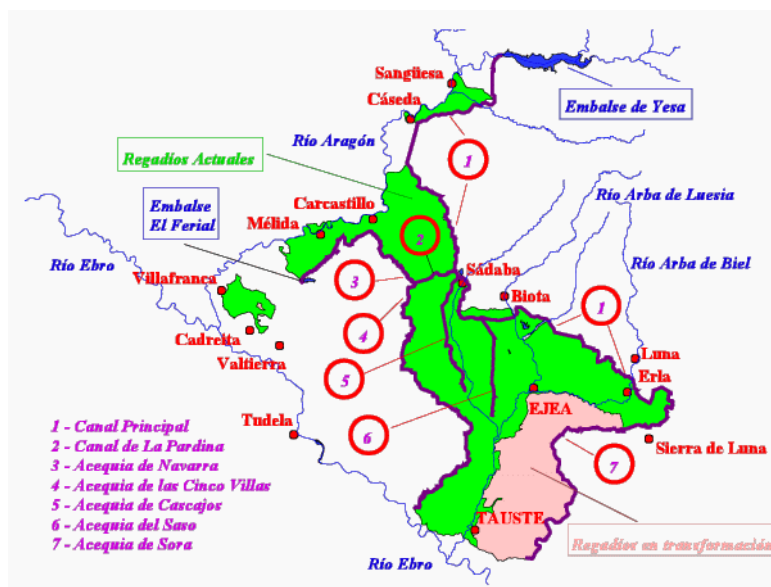 Sangüesa
Cáseda
Embalse de Yesa
Río Aragón
1
Regadíos Actuales
Embalse
El Ferial
Carcastillo
Mélida
2
Río Arba de Luesia
Río Ebro
Villafranca
3
Sádaba
Río Arba de Biel
Biota
4
1
Cadreita
Valtierra
5
Luna
Erla
EJEA
6
Tudela
7
Sierra de Luna
1 - Canal Principal
2 - Canal de La Pardina
3 - Acequia de Navarra
4 - Acequia de las Cinco Villas
5 - Acequia de Cascajos
6 - Acequia del Saso
7 - Acequia de Sora
TAUSTE
Regadíos en transformación
Río Ebro